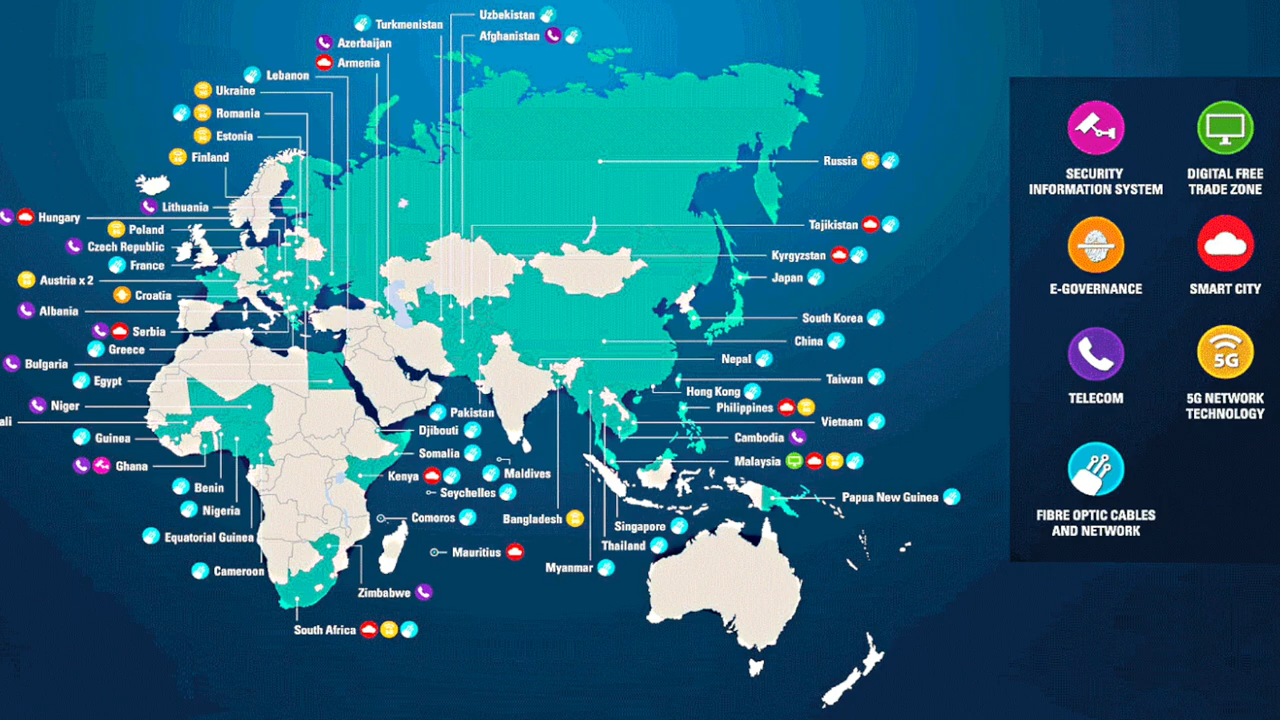 Uzbekistan
Turkmenistan
Afghanistan
Azerbaijan
Armenia
Lebanon
Ukraine
Romania
Estonia
Finland
Lithuania
Hungary
Poland
Czech Republic
France
Austria x 2
Croatia
Albania
Serbia
Greece
Bulgaria
Egypt
Niger
ali
Guinea
Ghana
Benin
Nigeria
Equatorial Guinea
Cameroon
South Africa
Zimbabwe
Mauritius
Comoros
Seychelles
Kenya
Somalia
Djibouti
Pakistan
Maldives
Bangladesh
Myanmar
Thailand
Singapore
Papua New Guinea
Malaysia
Cambodia
Vietnam
Philippines
Hong Kong
Taiwan
Nepal
China
South Korea
Japan
Kyrgyzstan
Tajikistan
Russia
SECURITY
INFORMATION SYSTEM
DIGITAL FREE
TRADE ZONE
E-GOVERNANCE
SMART CITY
TELECOM
5G
5G NETWORK
TECHNOLOGY
FIBRE OPTIC CABLES
AND NETWORK